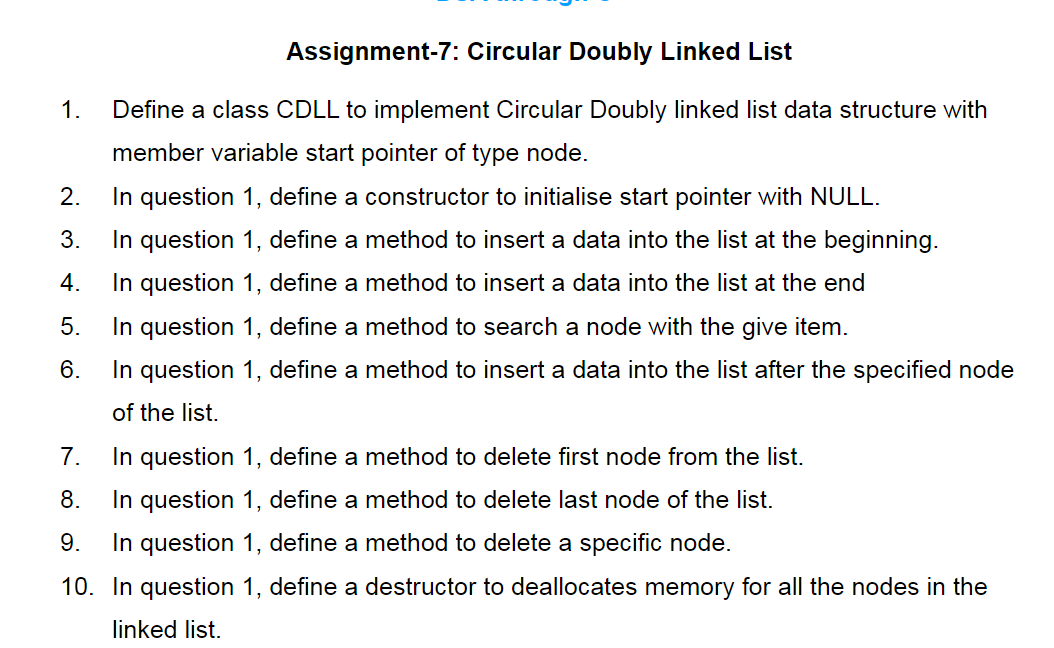 Assignment-7: Circular Doubly Linked List
1. Define a class CDLL to implement Circular Doubly linked list data structure with
member variable start pointer of type node.
2. In question 1, define a constructor to initialise start pointer with NULL.
3. In question 1, define a method to insert a data into the list at the beginning.
4. In question 1, define a method to insert a data into the list at the end
5. In question 1, define a method to search a node with the give item.
6. In question 1, define a method to insert a data into the list after the specified node
of the list.
7. In question 1, define a method to delete first node from the list.
8. In question 1, define a method to delete last node of the list.
9. In question 1, define a method to delete a specific node.
10. In question 1, define a destructor to deallocates memory for all the nodes in the
linked list.